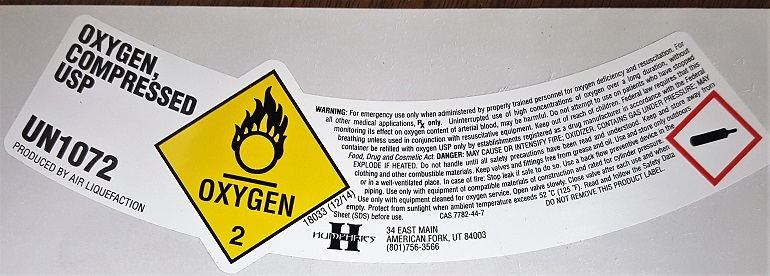 OXYGEN,
COMPRESSED
USP
UN1072
PRODUCED BY AIR LIQUEFACTION
OXYGEN
2
WARNING: For emergency use only when administered by properly trained personnel for oxygen deficiency and resuscitation. For
all other medical applications, Rx only. Uninterrupted use of high concentrations of oxygen over a long duration, without
monitoring its effect on oxygen content of arterial blood, may be harmful. Do not attempt to use on patients who have stopped
breathing unless used in conjunction with resuscitative equipment. Keep out of reach of children. Federal law requires that this
container be refilled with oxygen USP only by establishments registered as a drug manufacturer in accordance with the Federal
Food, Drug and Cosmetic Act. DANGER: MAY CAUSE OR INTENSIFY FIRE; OXIDIZER. CONTAINS GAS UNDER PRESSURE; MAY
EXPLODE IF HEATED. Do not handle until all safety precautions have been read and understood. Keep and store away from
clothing and other combustible materials. Keep valves and fittings free from grease and oil. Use and store only outdoors
or in a well-ventilated place. In case of fire: Stop leak if safe to do so. Use a back flow preventive device in the
piping. Use only with equipment of compatible materials of construction and rated for cylinder pressure.
Use only with equipment cleaned for oxygen service. Open valve slowly. Close valve after each use and when
empty. Protect from sunlight when ambient temperature exceeds 52 °C (125 °F). Read and follow the Safety Data
Sheet (SDS) before use. CAS 7782-44-7
DO NOT REMOVE THIS PRODUCT LABEL.
18033 (12/14)
H
HUMPHRIES
34 EAST MAIN
AMERICAN FORK, UT 84003
(801)756-3566